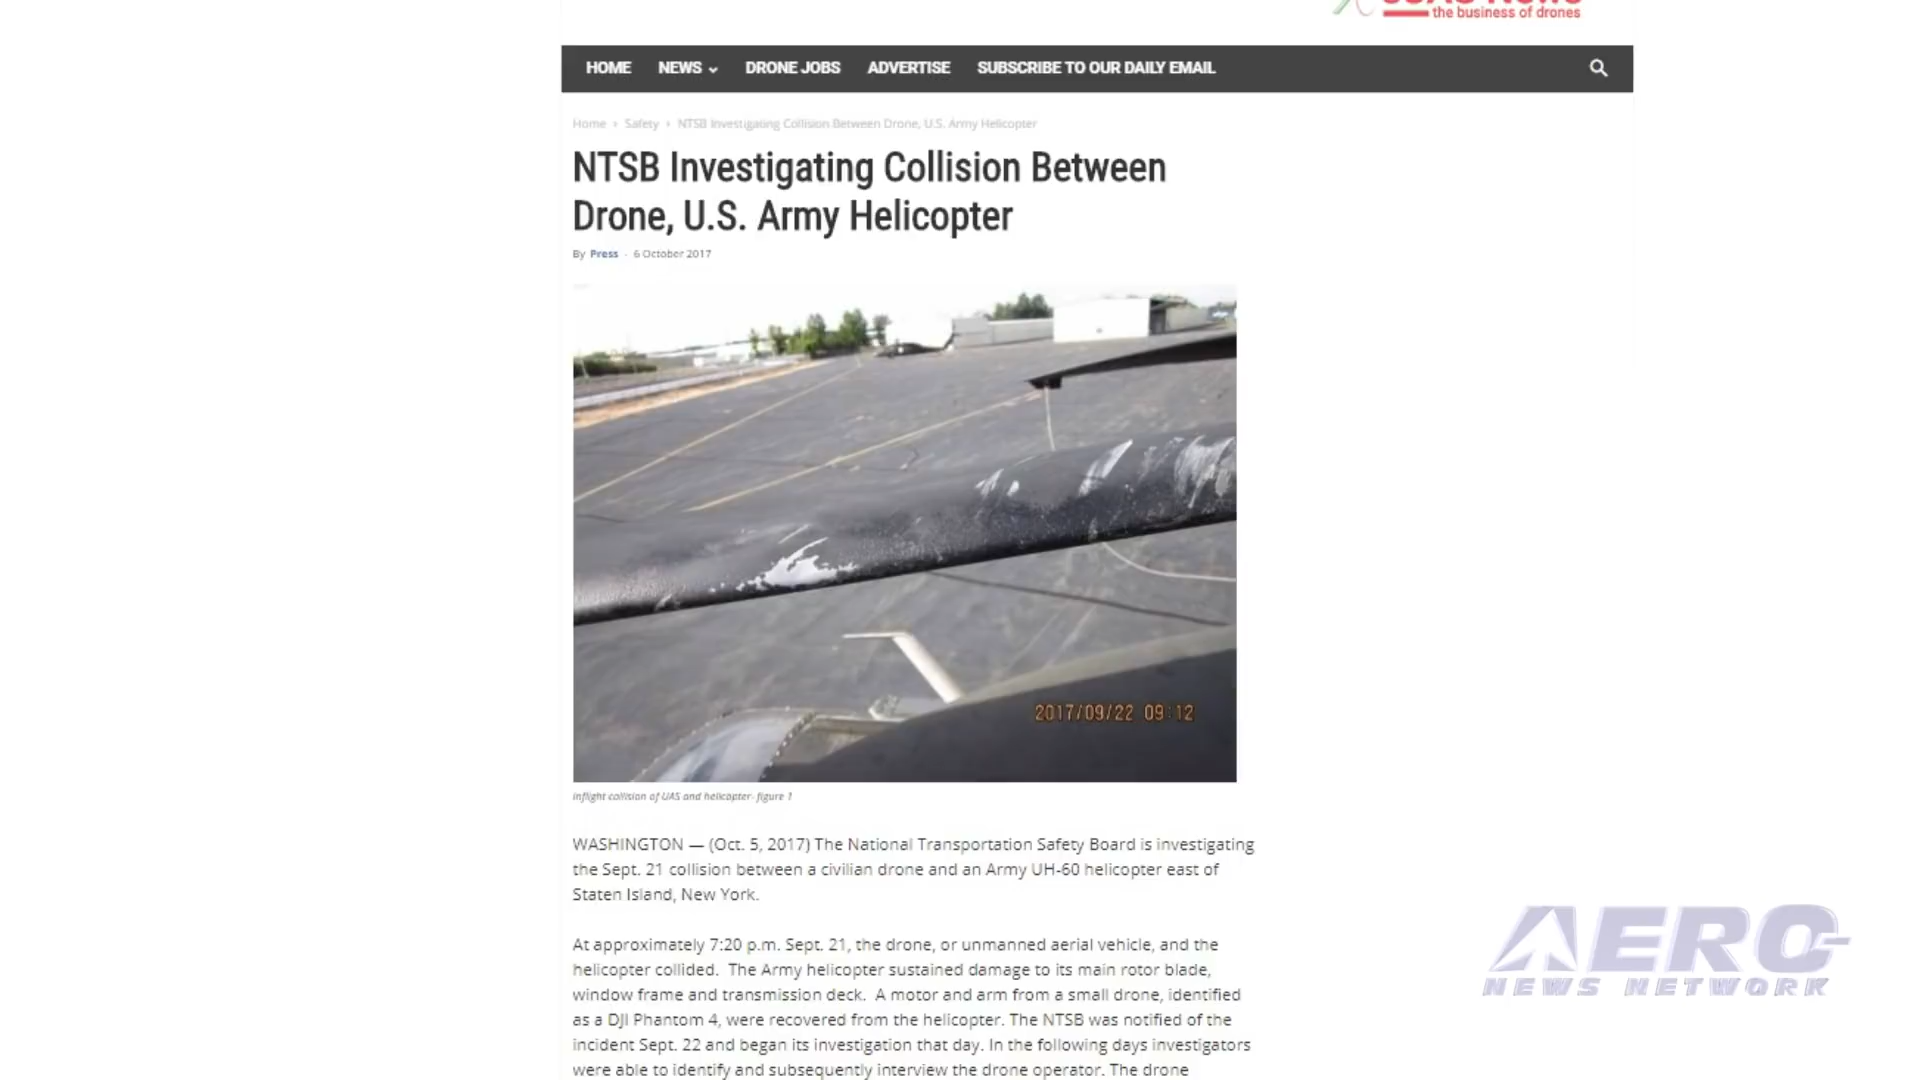 the business of drones
HOME NEWS DRONE JOBS ADVERTISE SUBSCRIBE TO OUR DAILY EMAIL
Home › Safety › NTSB Investigating Collision Between Drone, U.S. Army Helicopter
NTSB Investigating Collision Between
Drone, U.S. Army Helicopter
By Press - 6 October 2017
2017/09/22 09:12
Inflight collision of UAS and helicopter- figure 1
WASHINGTON — (Oct. 5, 2017) The National Transportation Safety Board is investigating
the Sept. 21 collision between a civilian drone and an Army UH-60 helicopter east of
Staten Island, New York.
At approximately 7:20 p.m. Sept. 21, the drone, or unmanned aerial vehicle, and the
helicopter collided. The Army helicopter sustained damage to its main rotor blade,
window frame and transmission deck. A motor and arm from a small drone, identified
as a DJI Phantom 4, were recovered from the helicopter. The NTSB was notified of the
incident Sept. 22 and began its investigation that day. In the following days investigators
were able to identify and subsequently interview the drone operator. The drone
AERO
NEWS NETWORK